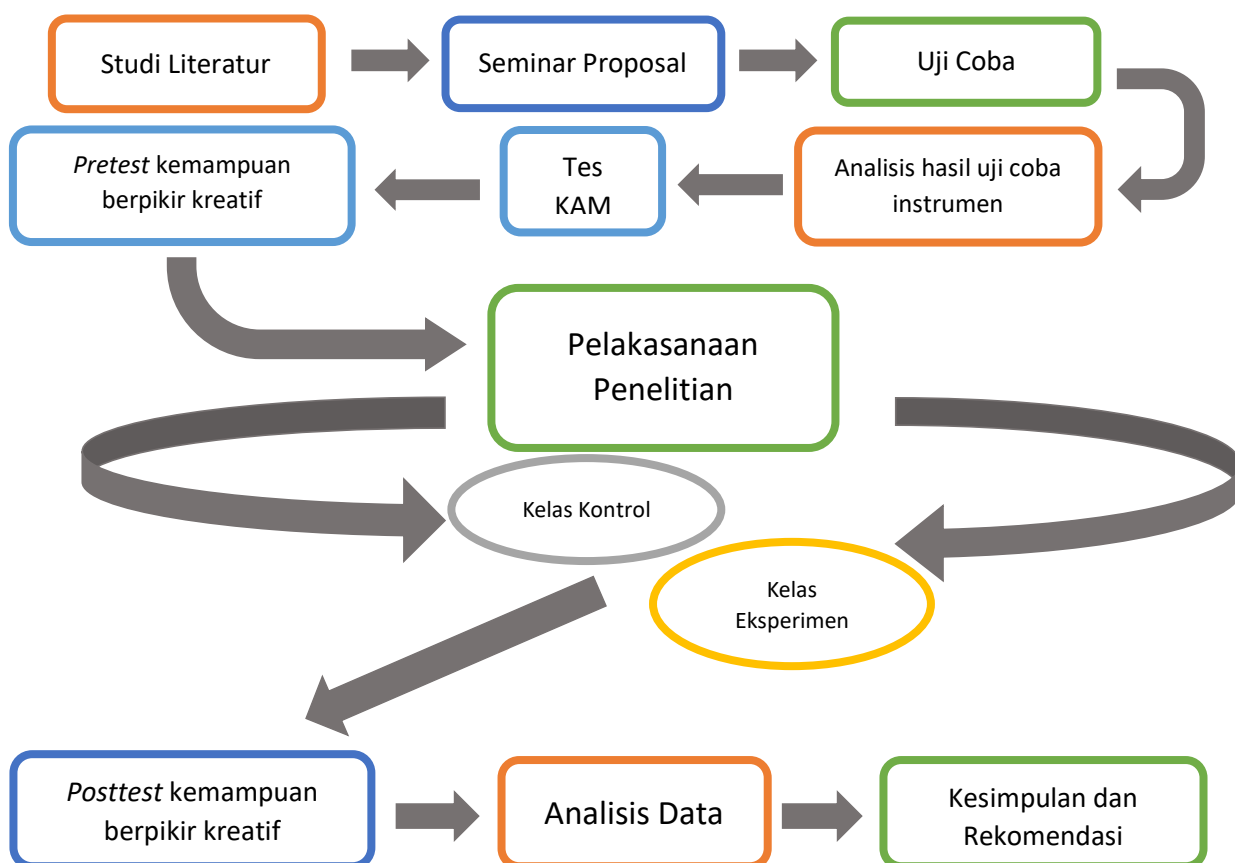 Studi Literatur
Seminar Proposal
Uji Coba
Analisis hasil uji coba
instrumen
Tes
KAM
Pretest kemampuan
berpikir kreatif
Pelakasanaan
Penelitian
Kelas Kontrol
Kelas
Eksperimen
Posttest kemampuan
berpikir kreatif
Analisis Data
Kesimpulan dan
Rekomendasi